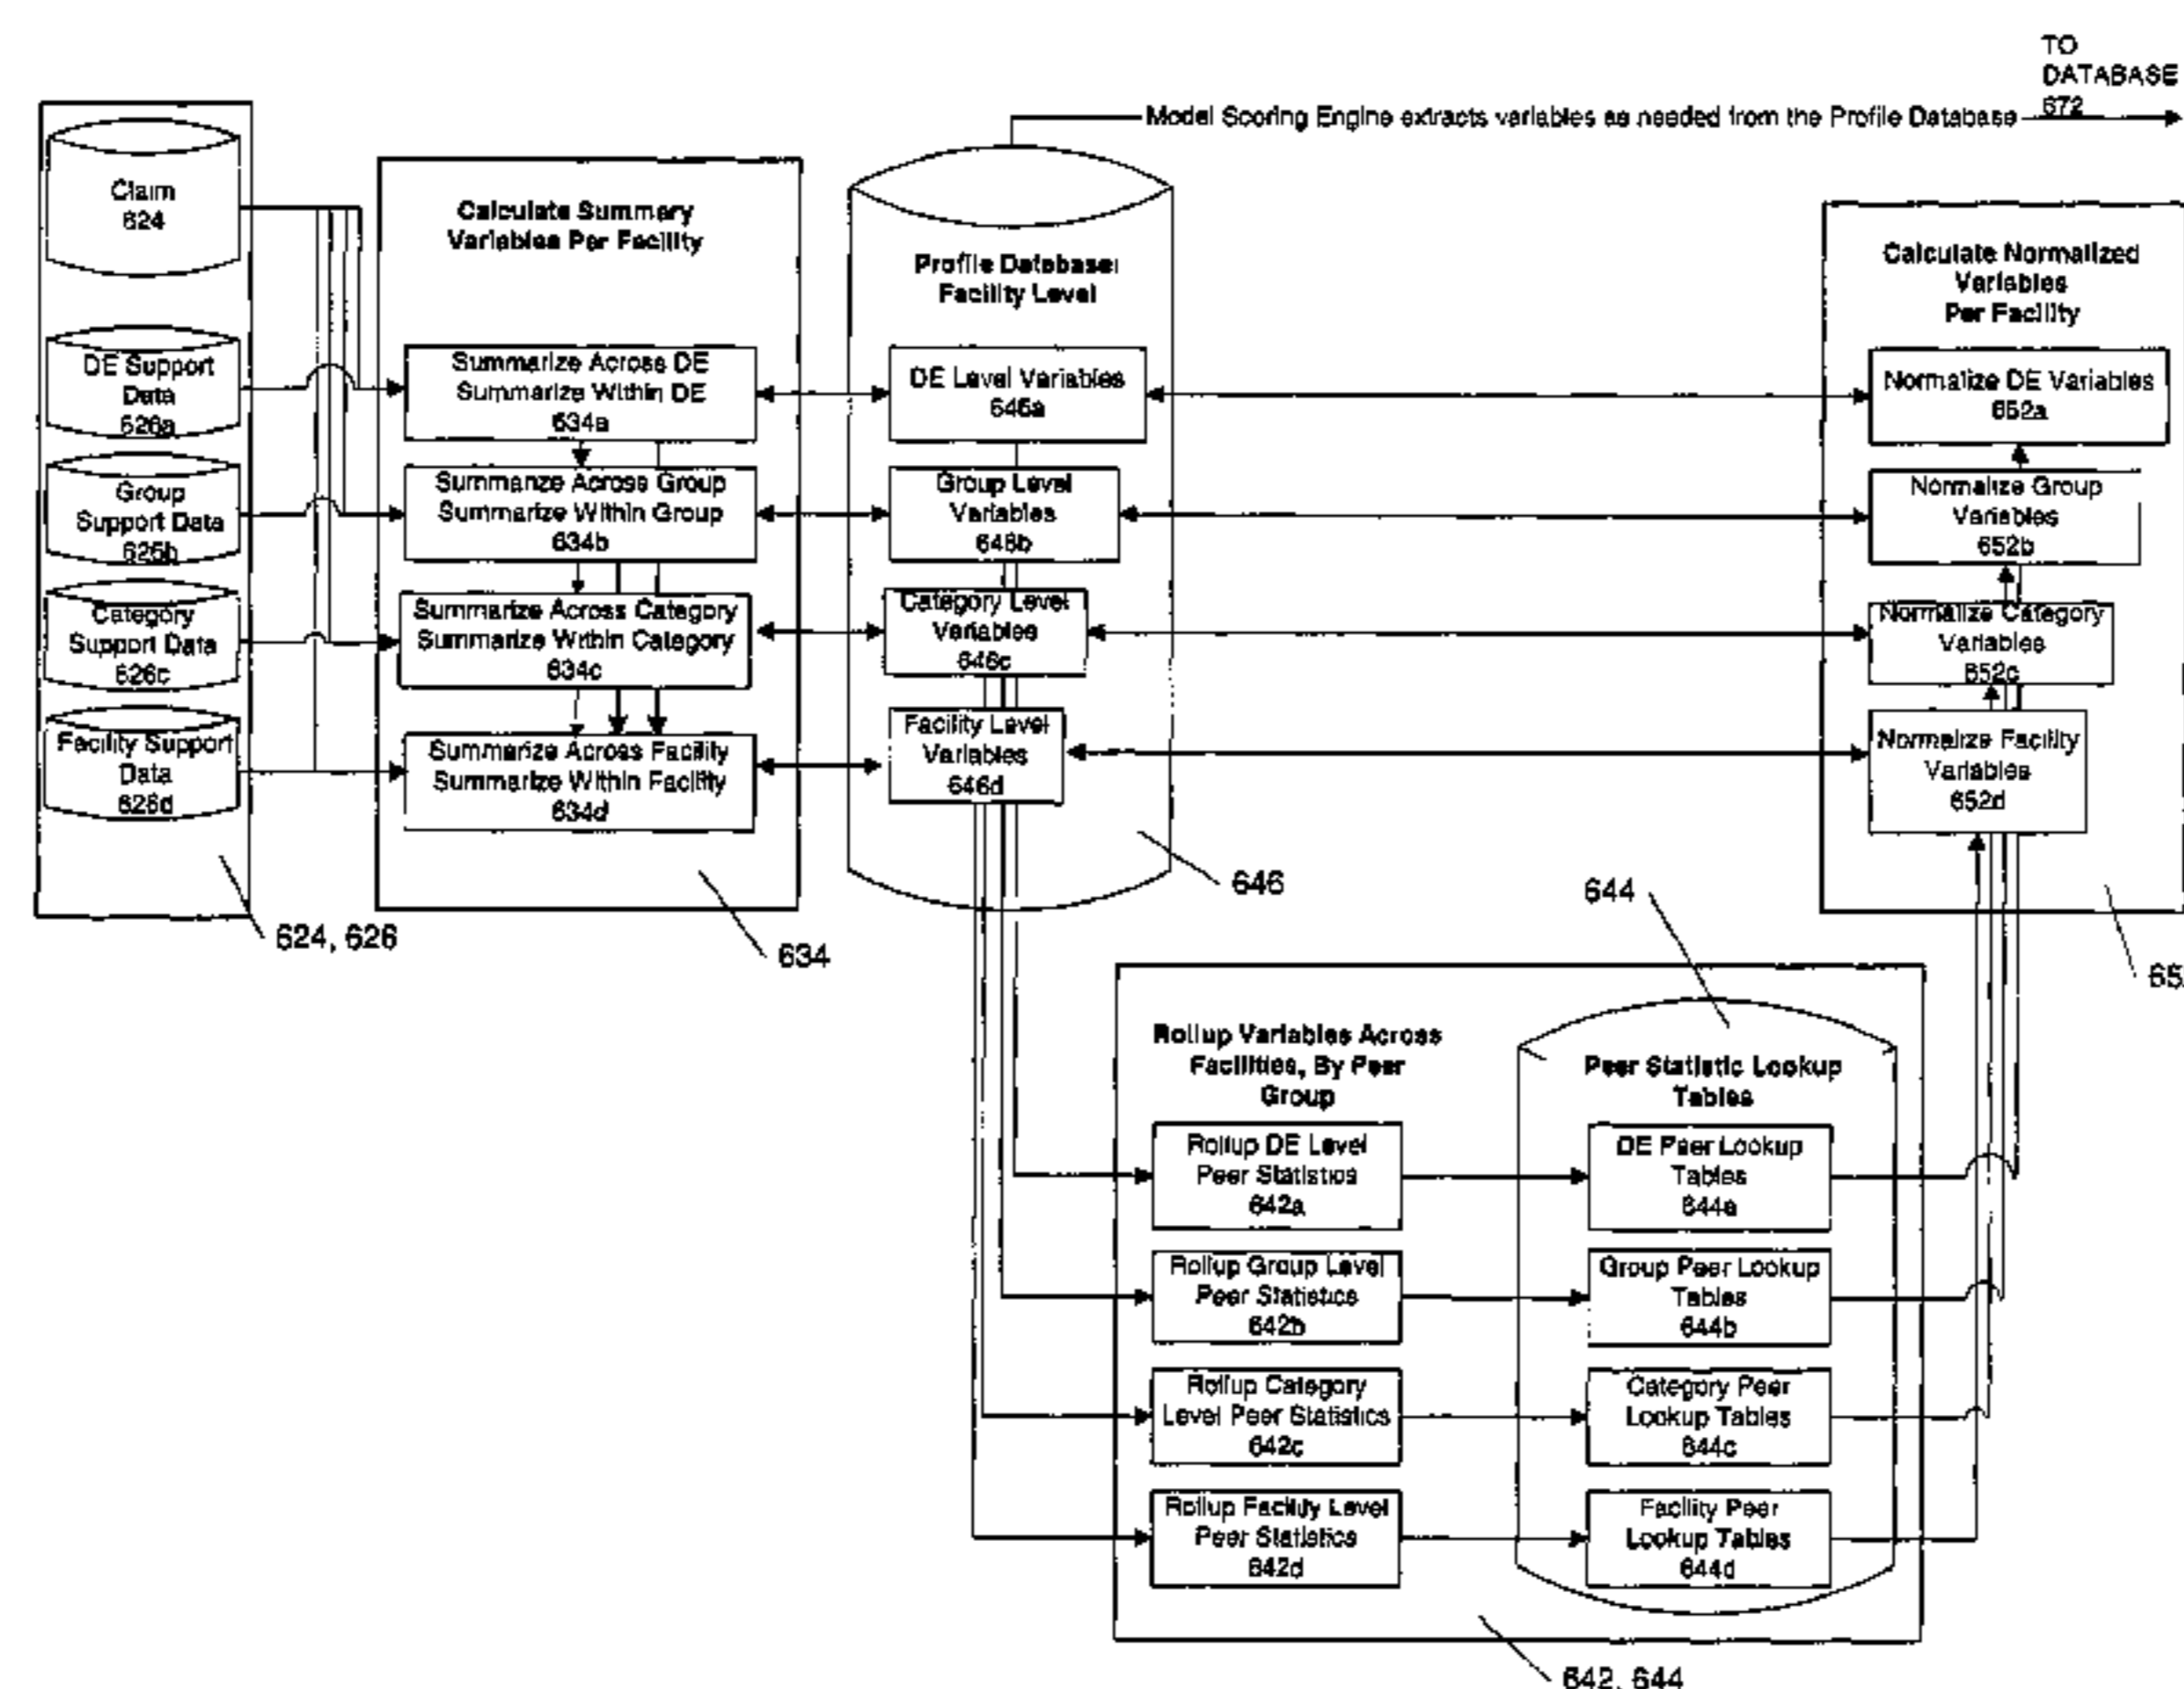 TO
DATABASE
672
Model Scoring Engine extracts variables as needed from the Profile Database
Claim
624
DE Support
Data
626a
Group
Support Data
626b
Category
Support Data
626c
Facility Support
Data
626d
624, 626
Calculate Summary
Variables Per Facility
Summarize Across DE
Summarize Within DE
634a
Summarize Across Group
Summarize Within Group
634b
Summarize Across Category
Summarize Within Category
634c
Summarize Across Facility
Summarize Within Facility
634d
634
Profile Database:
Facility Level
DE Level Variables
646a
Group Level
Variables
646b
Category Level
Variables
646c
Facility Level
Variables
646d
646
Calculate Normalized
Variables
Per Facility
Normalize DE Variables
652a
Normalize Group
Variables
652b
Normalize Category
Variables
652c
Normalize Facility
Variables
652d
644
Rollup Variables Across
Facilities, By Peer
Group
Rollup DE Level
Peer Statistics
642a
Rollup Group Level
Peer Statistics
642b
Rollup Category
Level Peer Statistics
642c
Rollup Facility Level
Peer Statistics
642d
Peer Statistic Lookup
Tables
DE Peer Lookup
Tables
644a
Group Peer Lookup
Tables
644b
Category Peer
Lookup Tables
644c
Facility Peer
Lookup Tables
644d
642, 644